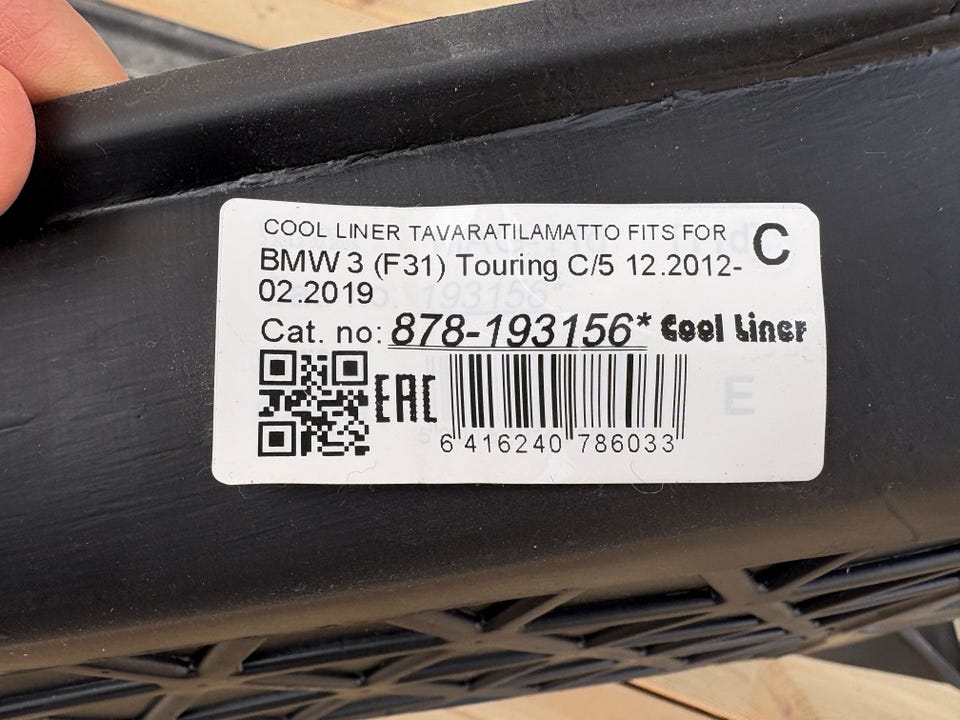 COOL LINER TAVARATILAMATTO FITS FOR C
BMW 3 (F31) Touring C/5 12.2012-
02.2019
193156*
Cat. no: 878-193156* Cool Liner
EAC
E
6 416240 786033